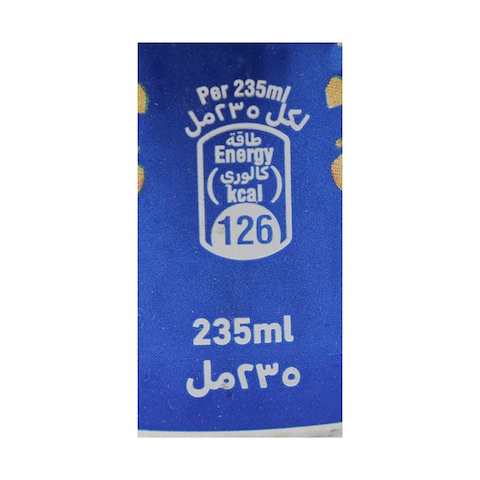 Per 235ml
لكل ٢٣٥مل
طاقة
Energy
(كالوري
kcal)
126
235ml
٢٣٥مل